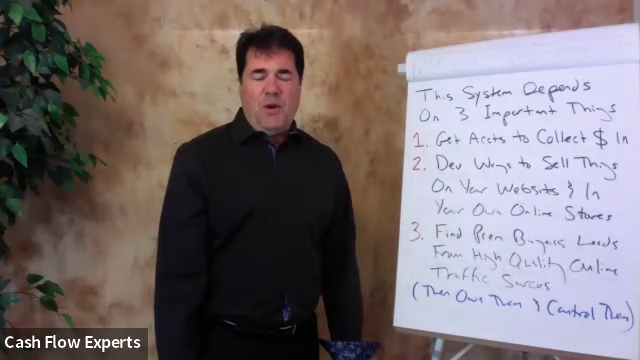 This System Depends
On 3 Important Things
1. Get Accts to Collect $ In
2. Dev Ways to Sell Things
On Your Website & In
Your Own Online Stores
3. Find Prem Buyers Leads
From High Quality Online
Traffic Sources
(Then Own Them & Control Them)
Cash Flow Experts